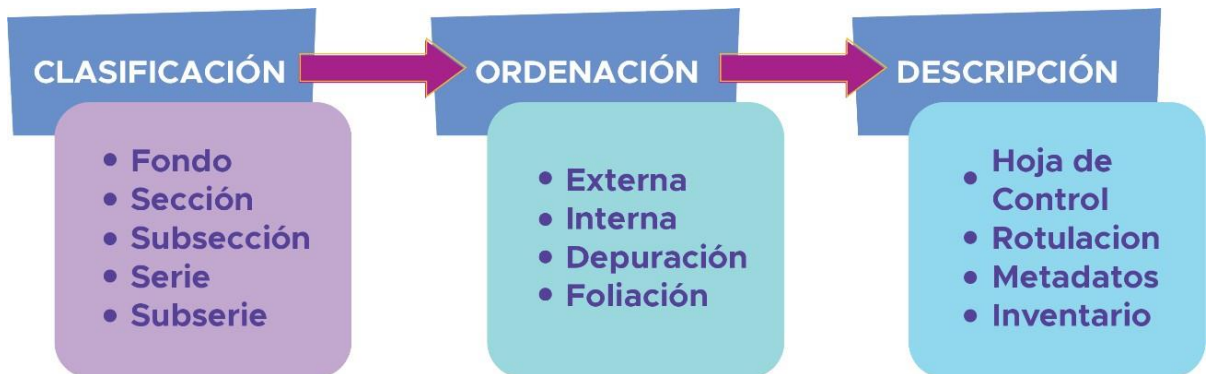 CLASIFICACIÓN
Fondo
Sección
Subsección
Serie
Subserie
ORDENACIÓN
Externa
Interna
Depuración
Foliación
DESCRIPCIÓN
Hoja de
Control
Rotulacion
Metadatos
Inventario